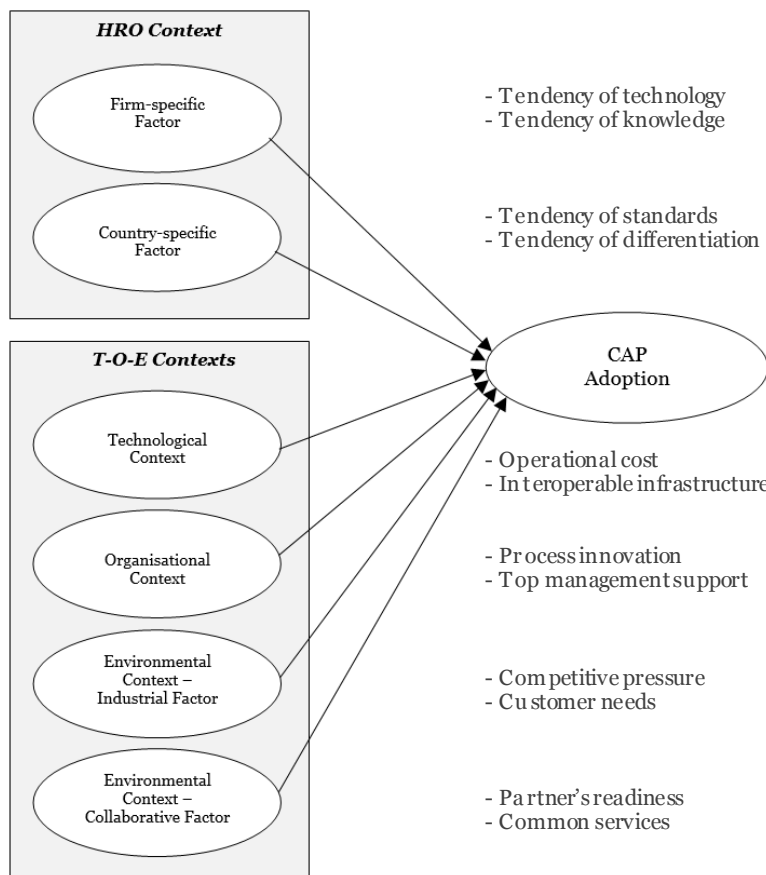 HRO Context
Firm-specific
Factor
- Tendency of technology
- Tendency of knowledge
Country-specific
Factor
- Tendency of standards
- Tendency of differentiation
CAP
Adoption
T-O-E Contexts
Technological
Context
- Operational cost
- Interoperable infrastructure
Organisational
Context
- Process innovation
- Top management support
Environmental
Context –
Industrial Factor
- Competitive pressure
- Customer needs
Environmental
Context –
Collaborative Factor
- Partner’s readiness
- Common services